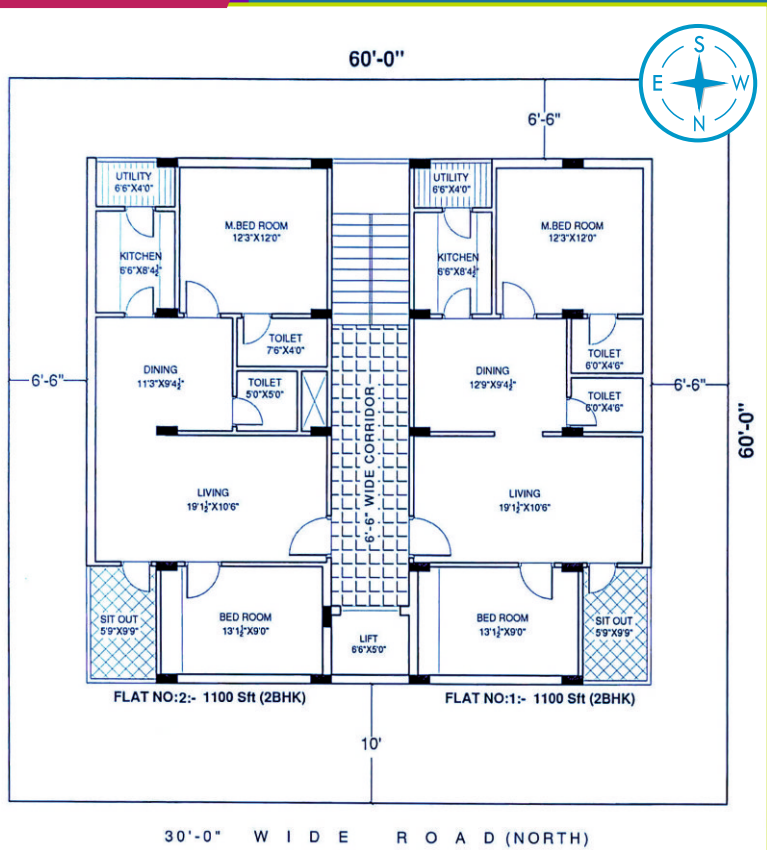 60'-0"
S
E W
N
6'-6"
UTILITY
6'6"X4'0"
UTILITY
6'6"X4'0"
M.BED ROOM
12'3"X12'0"
M.BED ROOM
12'3"X12'0"
KITCHEN
6'6"X8'4½"
KITCHEN
6'6"X8'4½"
TOILET
7'6"X4'0"
TOILET
6'0"X4'6"
DINING
11'3"X9'4½"
DINING
12'9"X9'4½"
6'-6"
6'-6"
TOILET
5'0"X5'0"
TOILET
6'0"X4'6"
60'-0"
6'-6" WIDE CORRIDOR
LIVING
19'1½"X10'6"
LIVING
19'1½"X10'6"
SIT OUT
5'9"X9'9"
BED ROOM
13'1½"X9'0"
LIFT
6'6"X5'0"
BED ROOM
13'1½"X9'0"
SIT OUT
5'9"X9'9"
FLAT NO:2:- 1100 Sft (2BHK)
FLAT NO:1:- 1100 Sft (2BHK)
10'
30'-0" WIDE ROAD (NORTH)